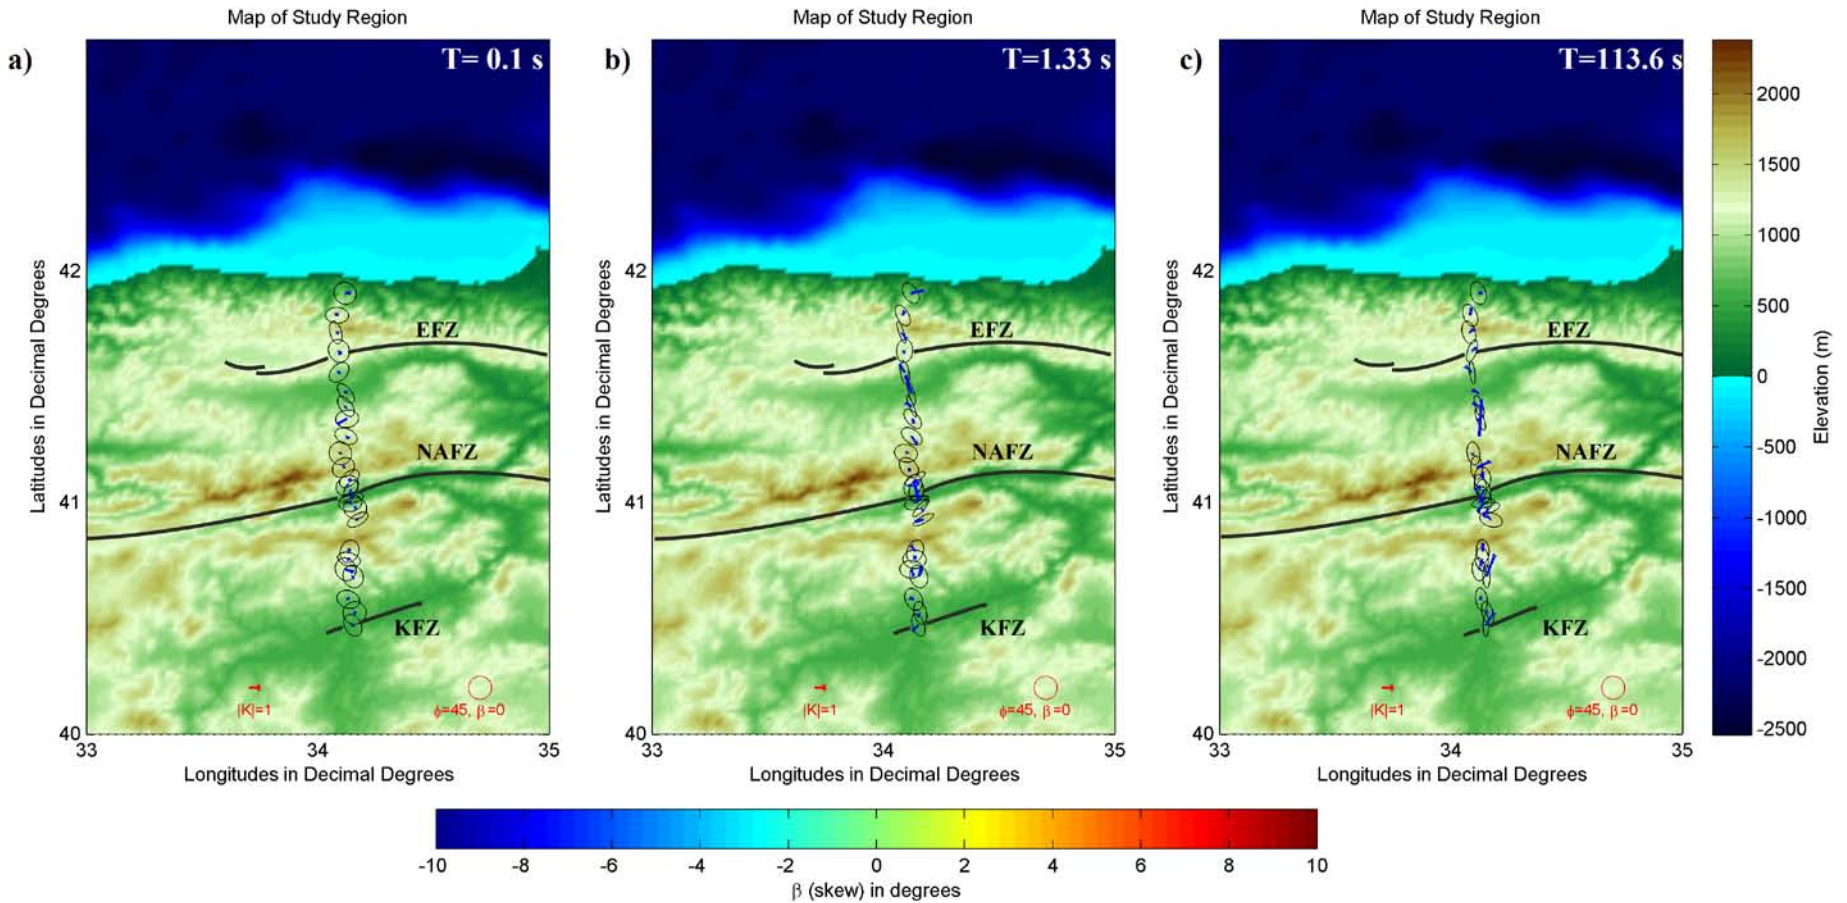 Map of Study Region
a)
T= 0.1 s
EFZ
NAFZ
KFZ
|K|=1
ϕ=45, β=0
42
41
40
33
34
35
Latitudes in Decimal Degrees
Longitudes in Decimal Degrees
Map of Study Region
b)
T=1.33 s
EFZ
NAFZ
KFZ
|K|=1
ϕ=45, β=0
42
41
40
33
34
35
Latitudes in Decimal Degrees
Longitudes in Decimal Degrees
Map of Study Region
c)
T=113.6 s
EFZ
NAFZ
KFZ
|K|=1
ϕ=45, β=0
42
41
40
33
34
35
Longitudes in Decimal Degrees
2000
1500
1000
500
0
-500
-1000
-1500
-2000
-2500
Elevation (m)
-10
-8
-6
-4
-2
0
2
4
6
8
10
β (skew) in degrees